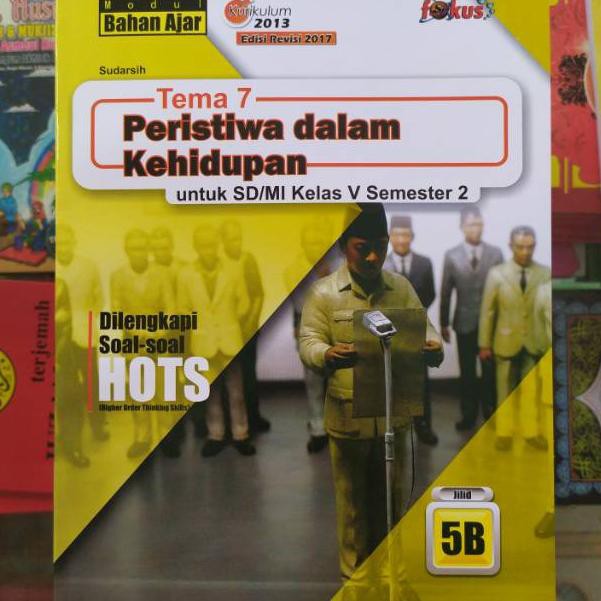 Modul
Bahan Ajar
Kurikulum
2013
Edisi Revisi 2017
fokus
Sudarsih
Tema 7
Peristiwa dalam
Kehidupan
untuk SD/MI Kelas V Semester 2
Dilengkapi
Soal-soal
HOTS
(Higher Order Thinking Skills)
Jilid
5B
terjemah